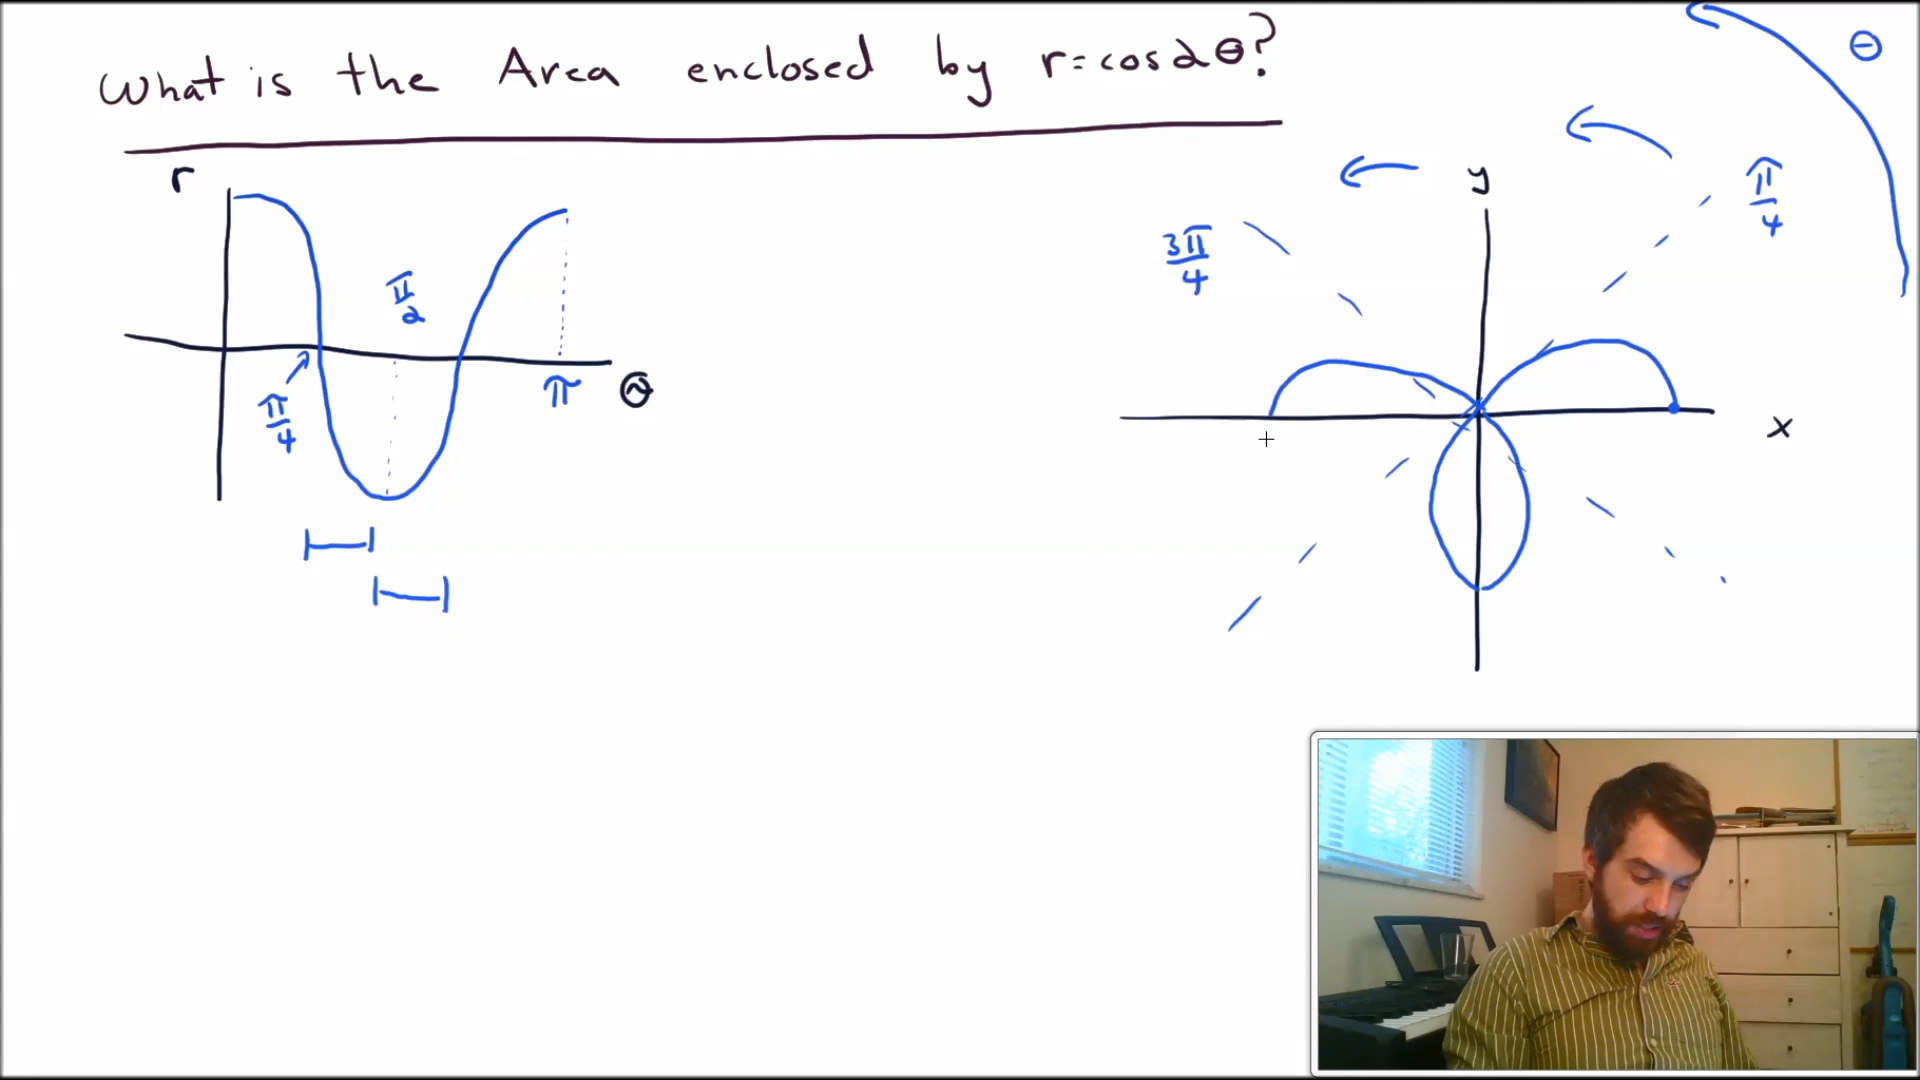 What is the Area enclosed by r=cos2θ?
r
y
θ
π/4
3π/4
π/2
π/4
π
θ
x